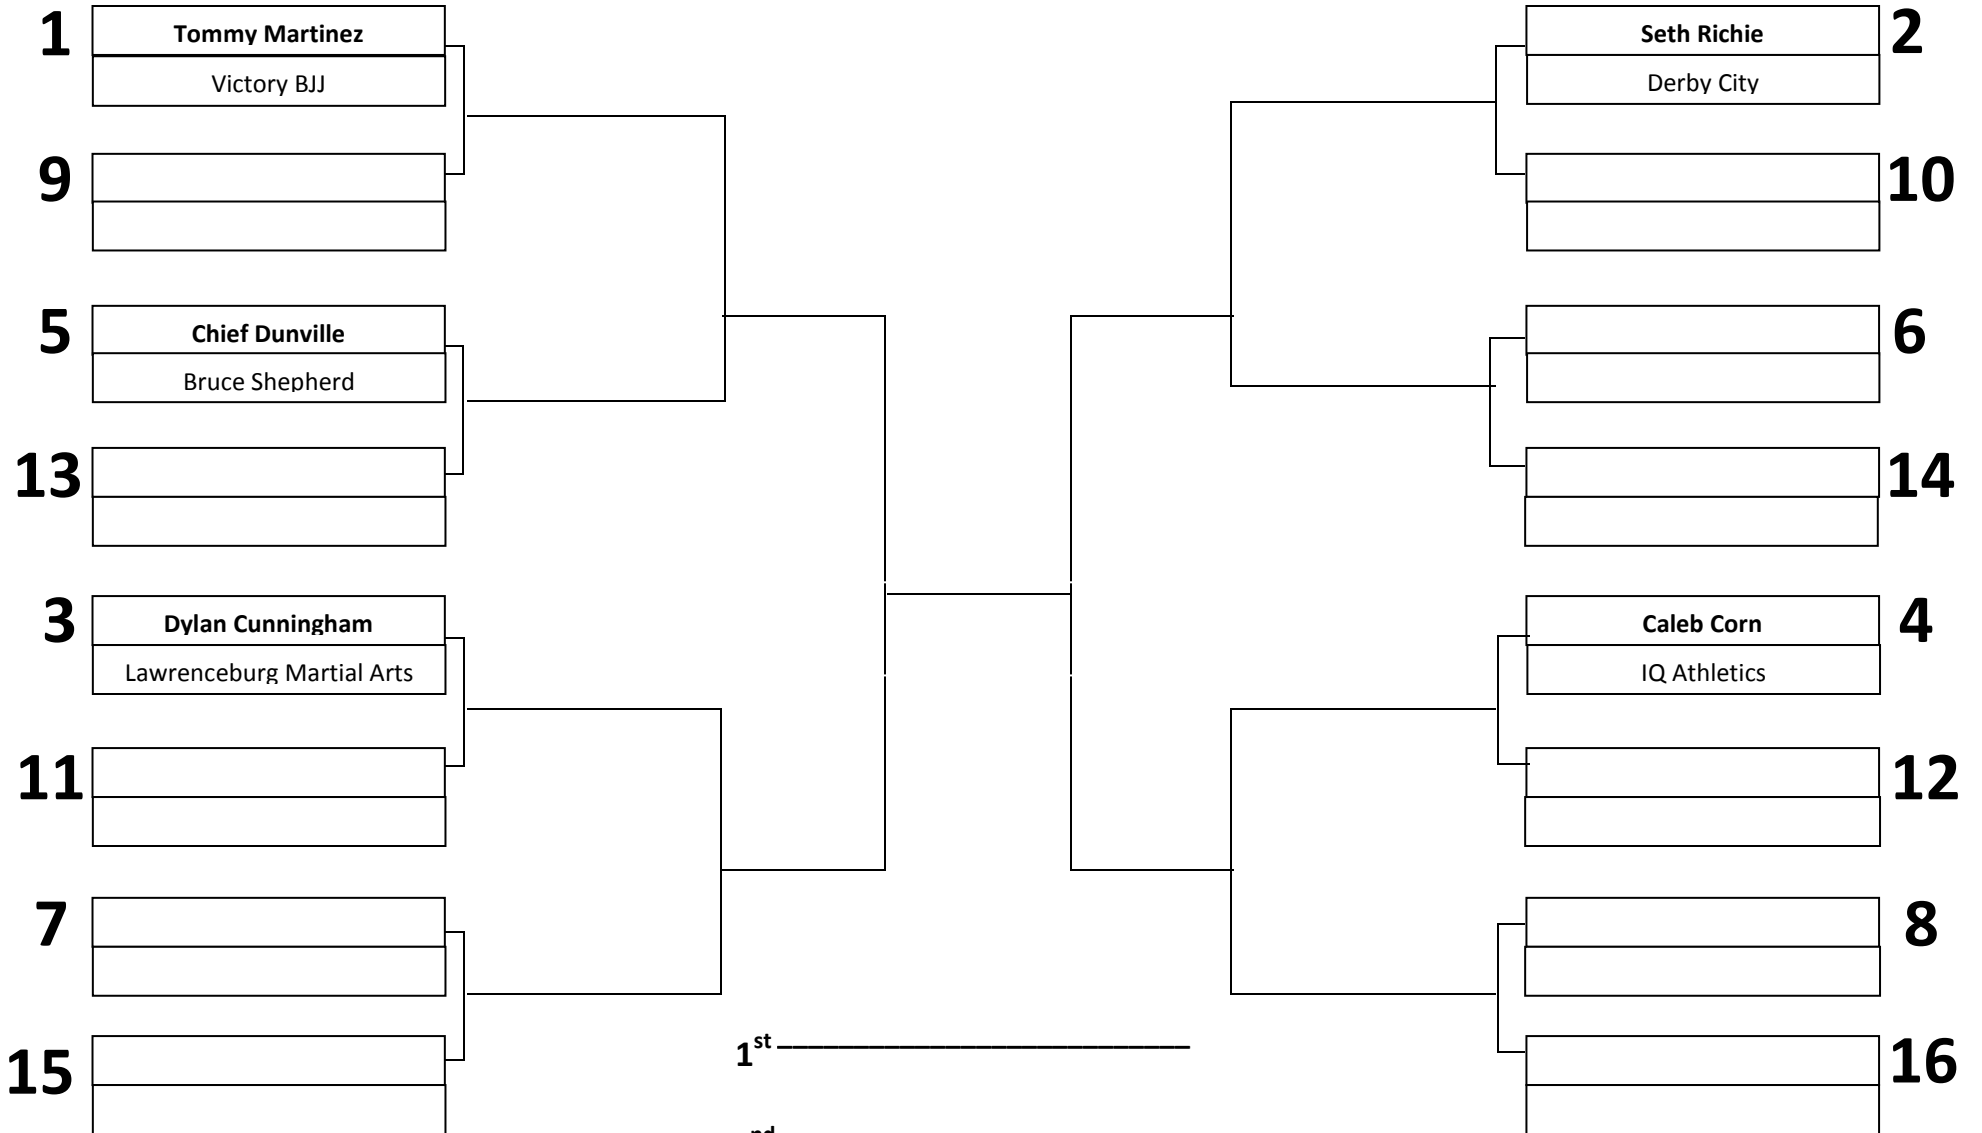 1
Tommy Martinez
Victory BJJ
9
5
Chief Dunville
Bruce Shepherd
13
3
Dylan Cunningham
Lawrenceburg Martial Arts
11
7
15
1st
nd
Seth Richie
2
Derby City
10
6
14
Caleb Corn
4
IQ Athletics
12
8
16